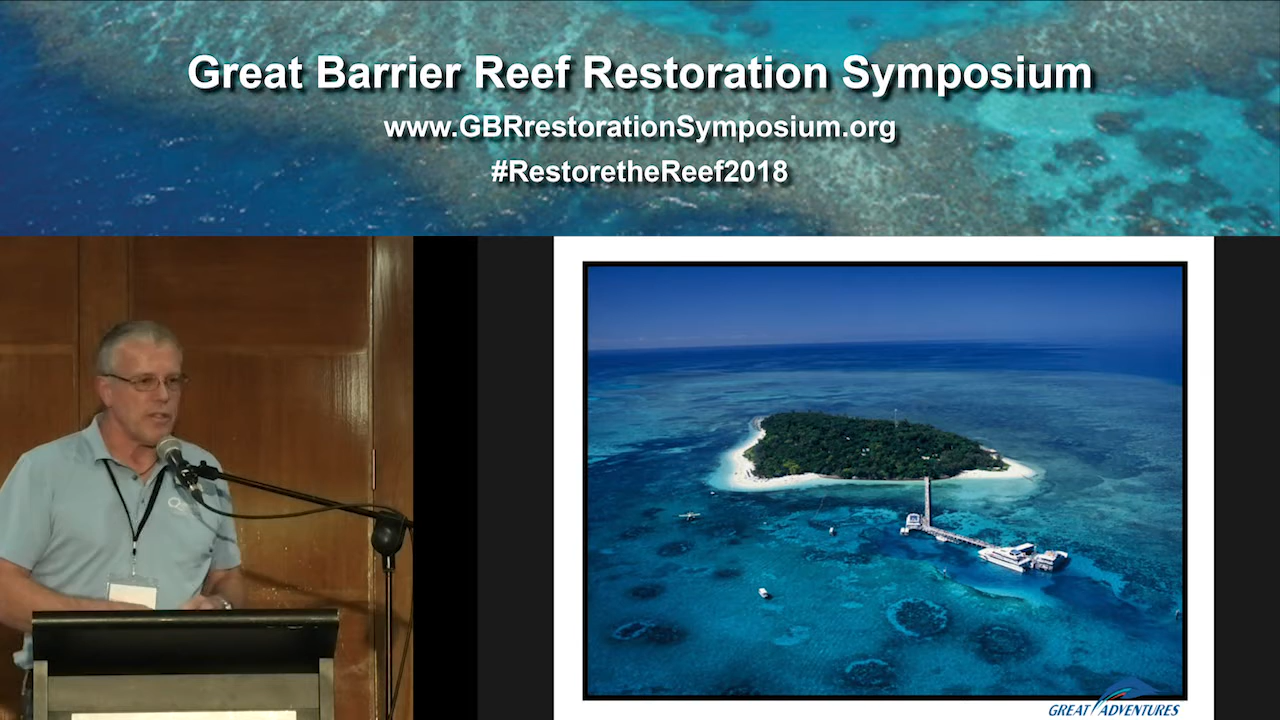 Great Barrier Reef Restoration Symposium
www.GBRrestorationSymposium.org
#RestoretheReef2018
GREAT ADVENTURES